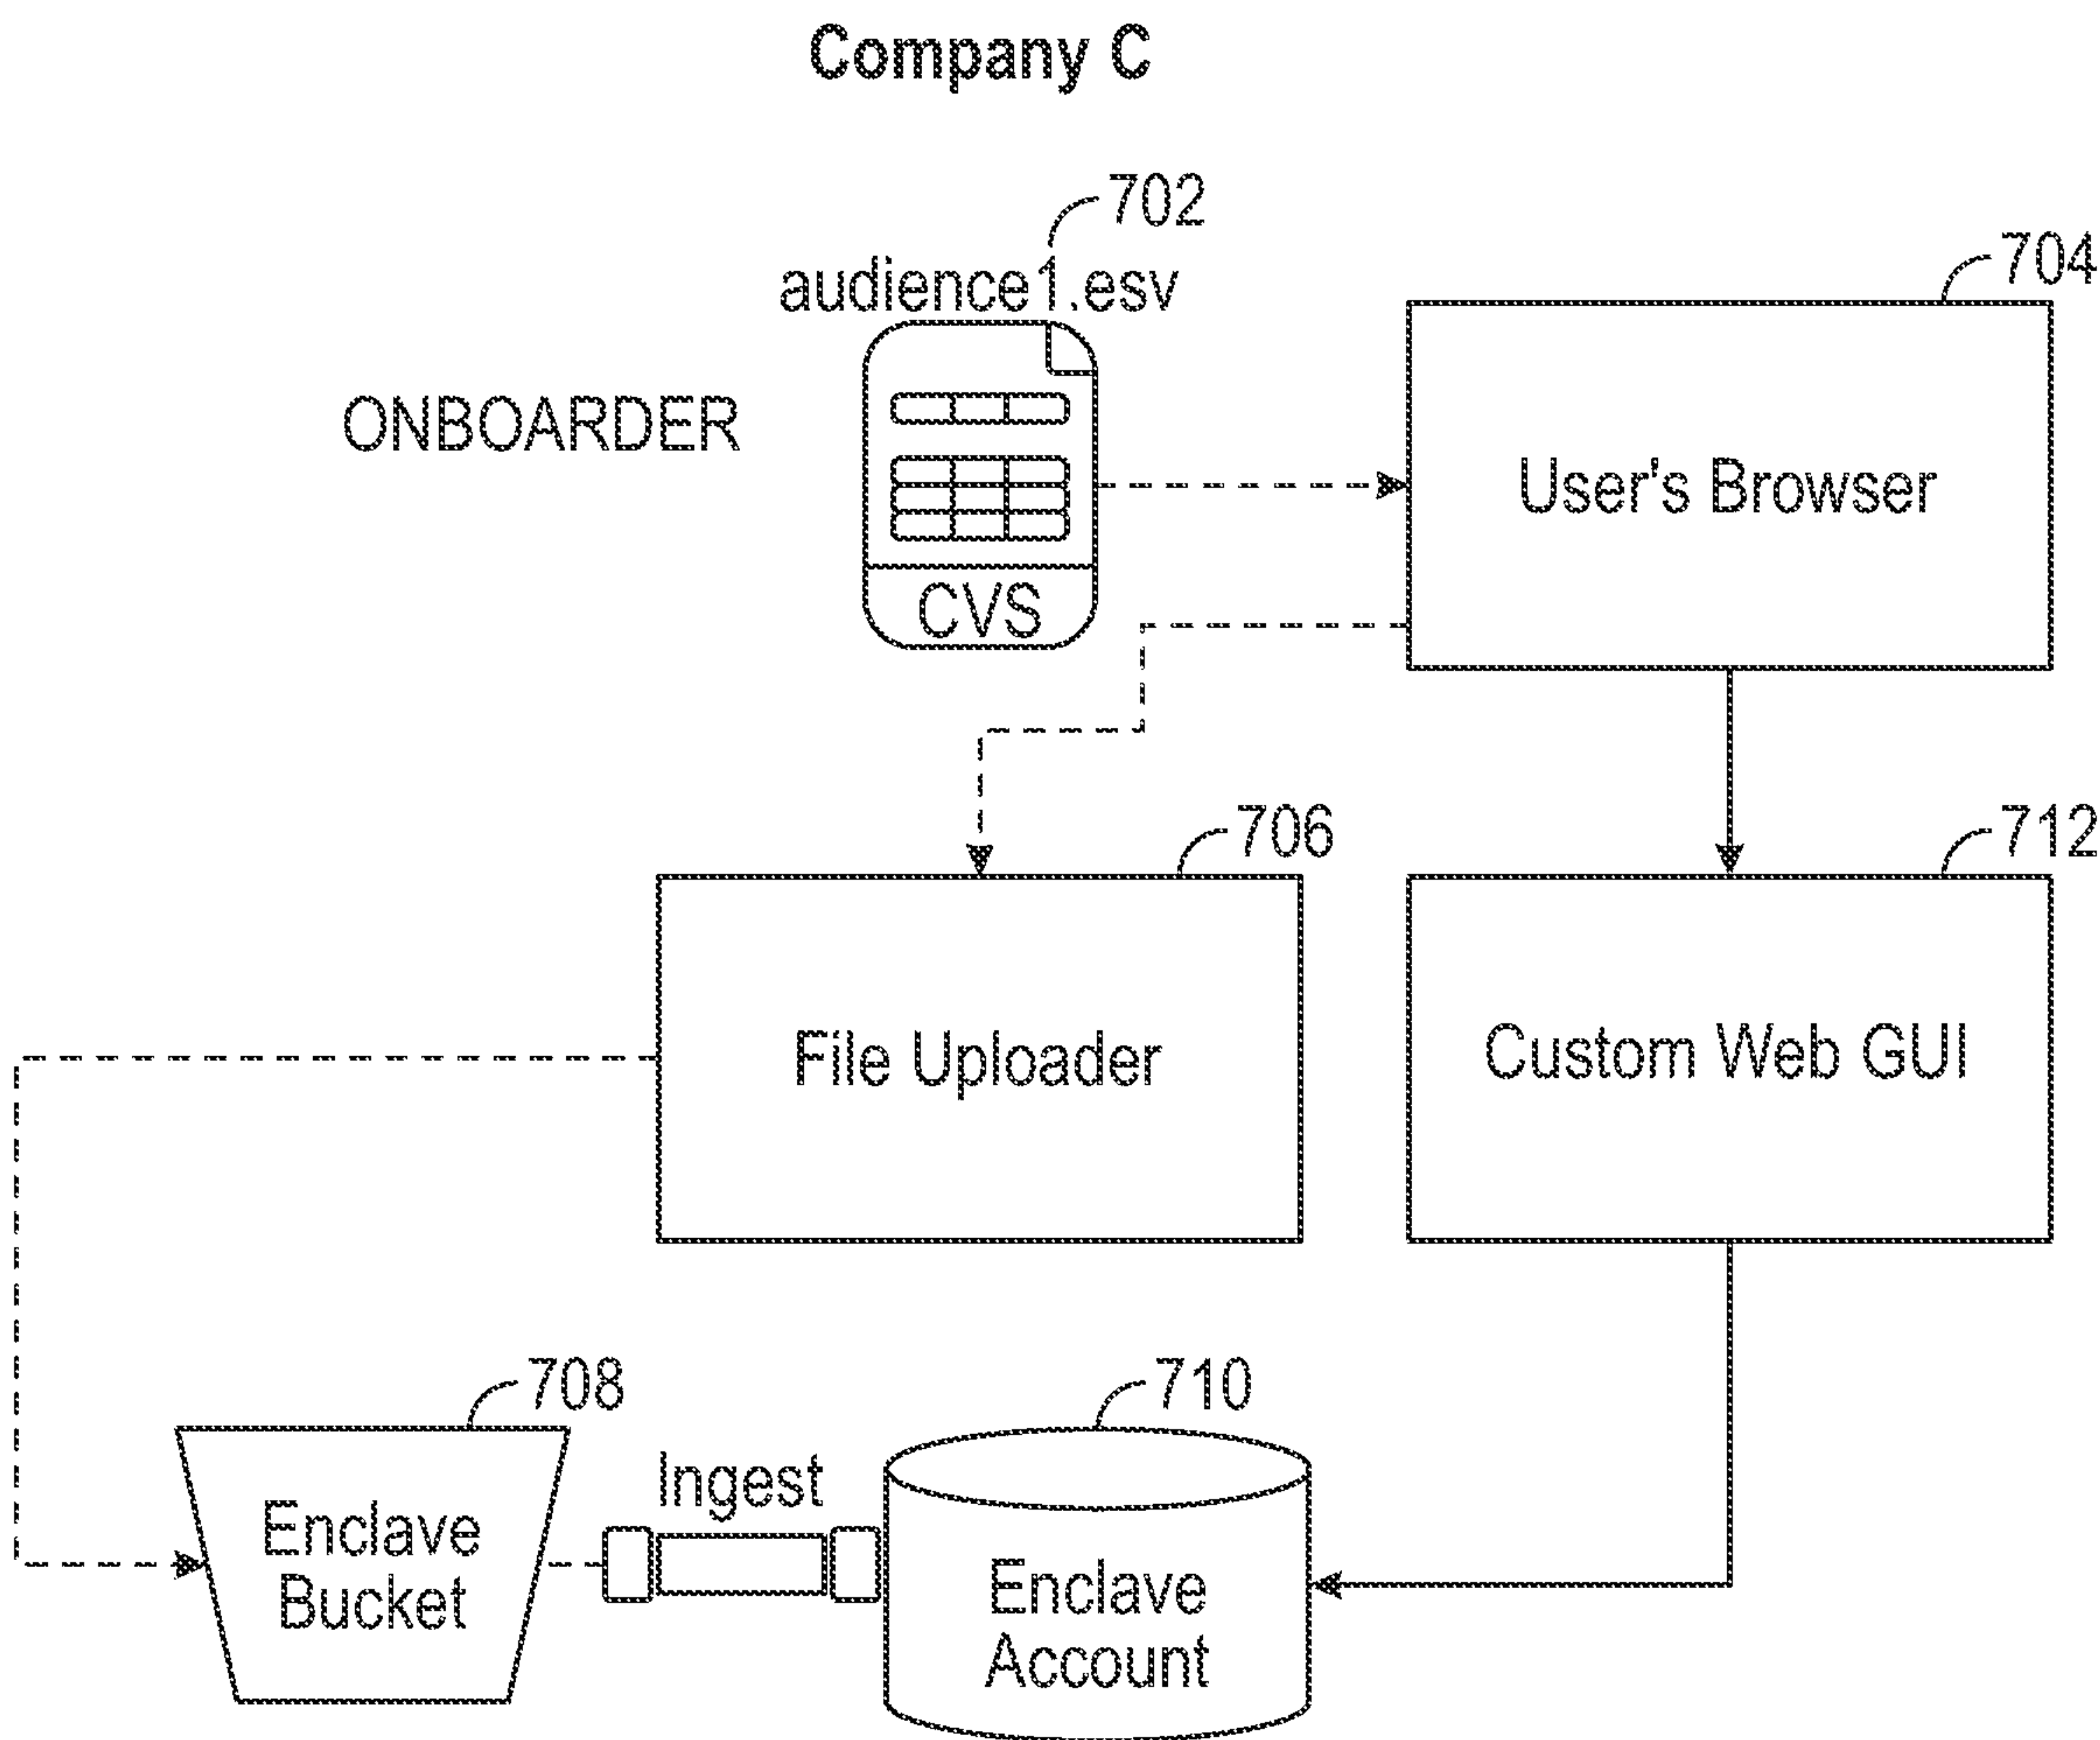 Company C
702
audience1.esv
704
ONBOARDER
User's Browser
CVS
706
712
File Uploader
Custom Web GUI
708
710
Ingest
Enclave
Bucket
Enclave
Account